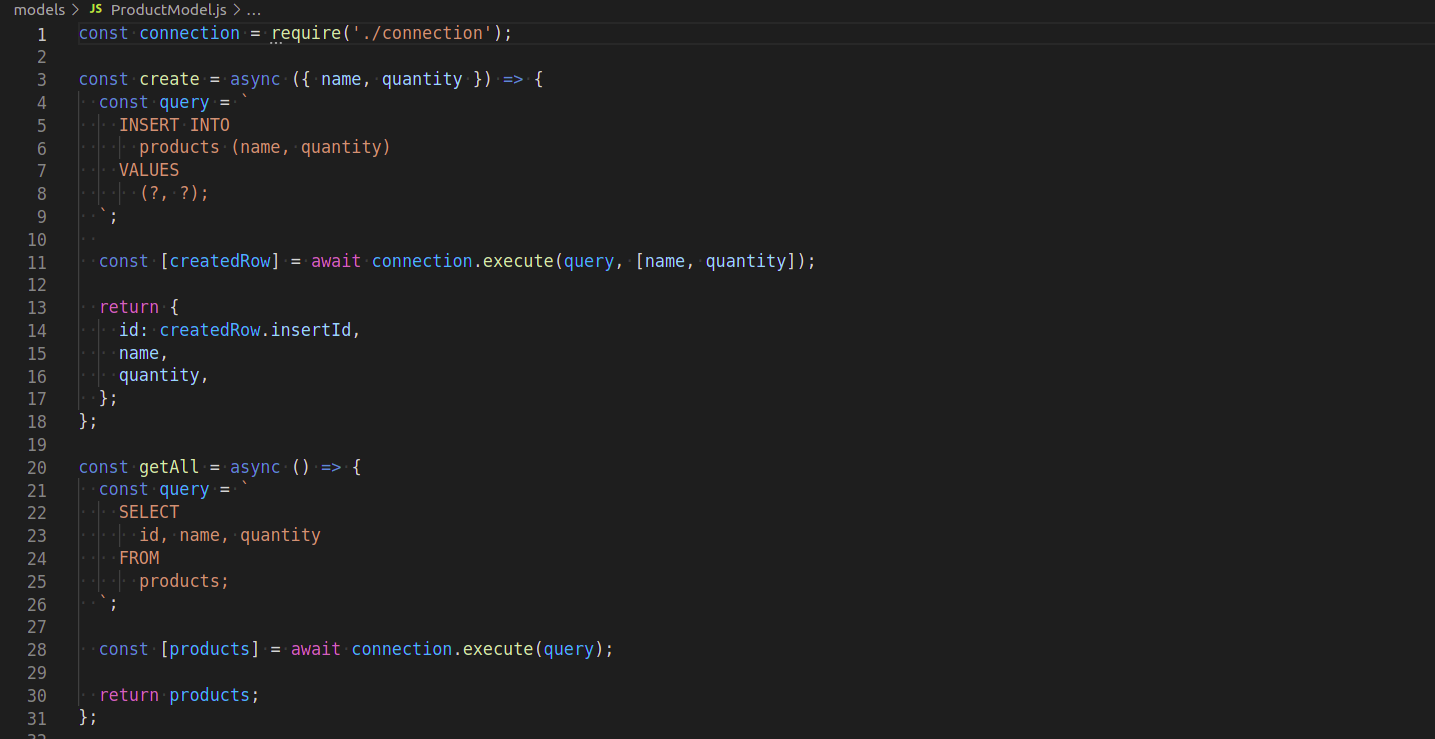 models > JS ProductModel.js > ...
1 const connection = require('./connection');
2
3 const create = async ({ name, quantity }) => {
4   const query = `
5     INSERT INTO
6       products (name, quantity)
7     VALUES
8       (?, ?);
9   `;
10
11   const [createdRow] = await connection.execute(query, [name, quantity]);
12
13   return {
14     id: createdRow.insertId,
15     name,
16     quantity,
17   };
18 };
19
20 const getAll = async () => {
21   const query = `
22     SELECT
23       id, name, quantity
24     FROM
25       products;
26   `;
27
28   const [products] = await connection.execute(query);
29
30   return products;
31 };
32